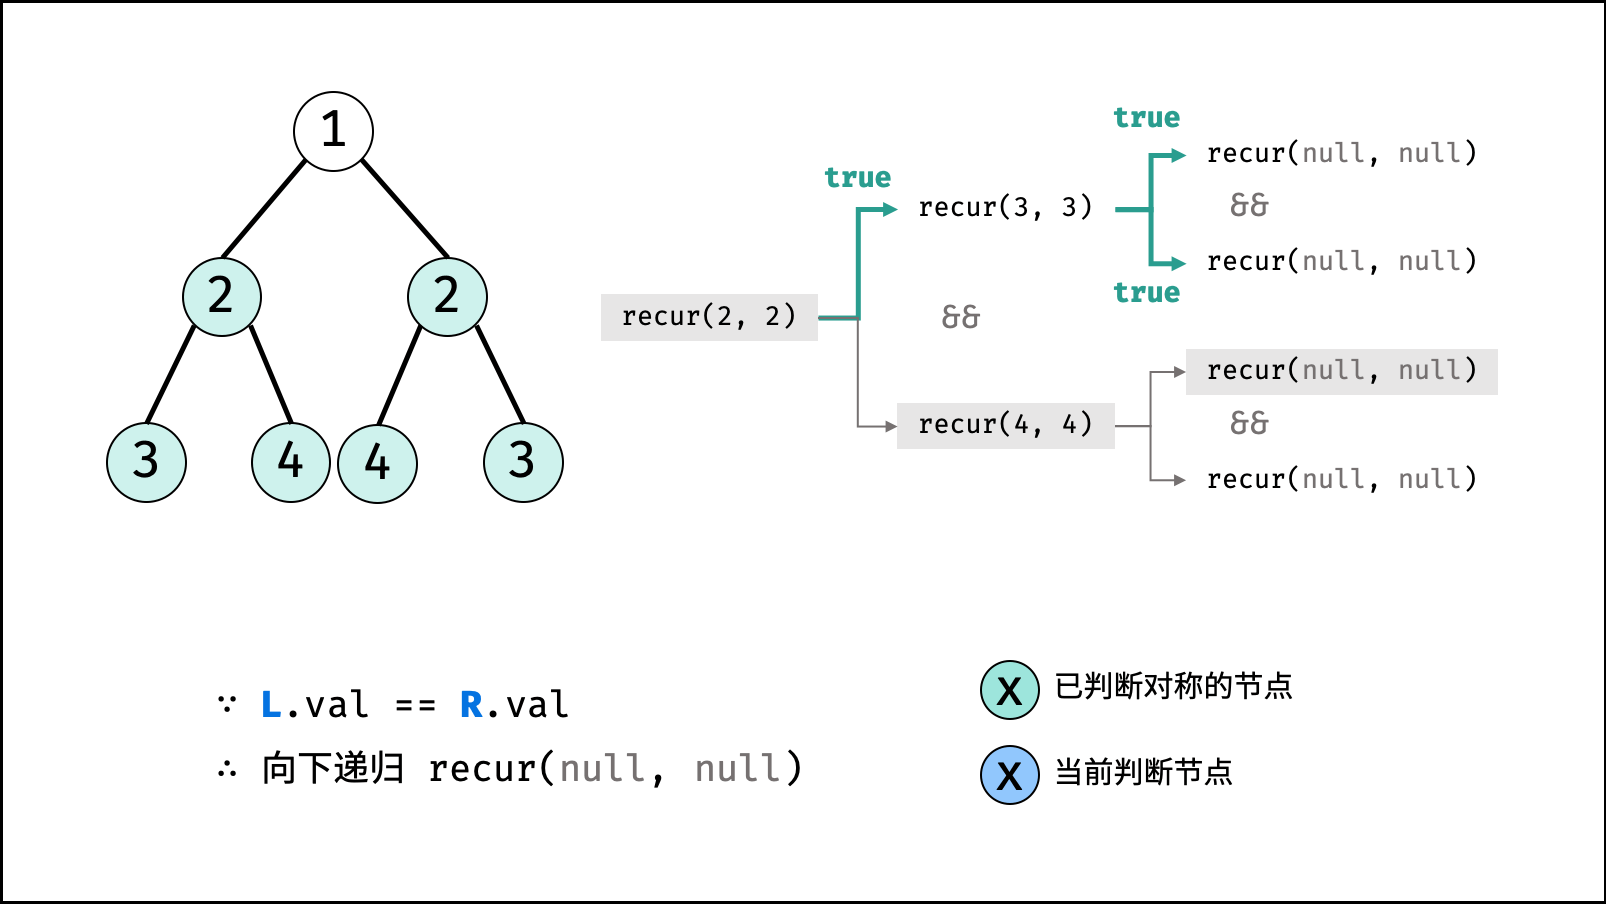 1
2 2
3 4 4 3
true
recur(null, null)
true
&&
recur(3, 3)
recur(null, null)
true
recur(2, 2)
&&
recur(null, null)
recur(4, 4)
&&
recur(null, null)
∵ L.val == R.val
∴ 向下递归 recur(null, null)
X 已判断对称的节点
X 当前判断节点